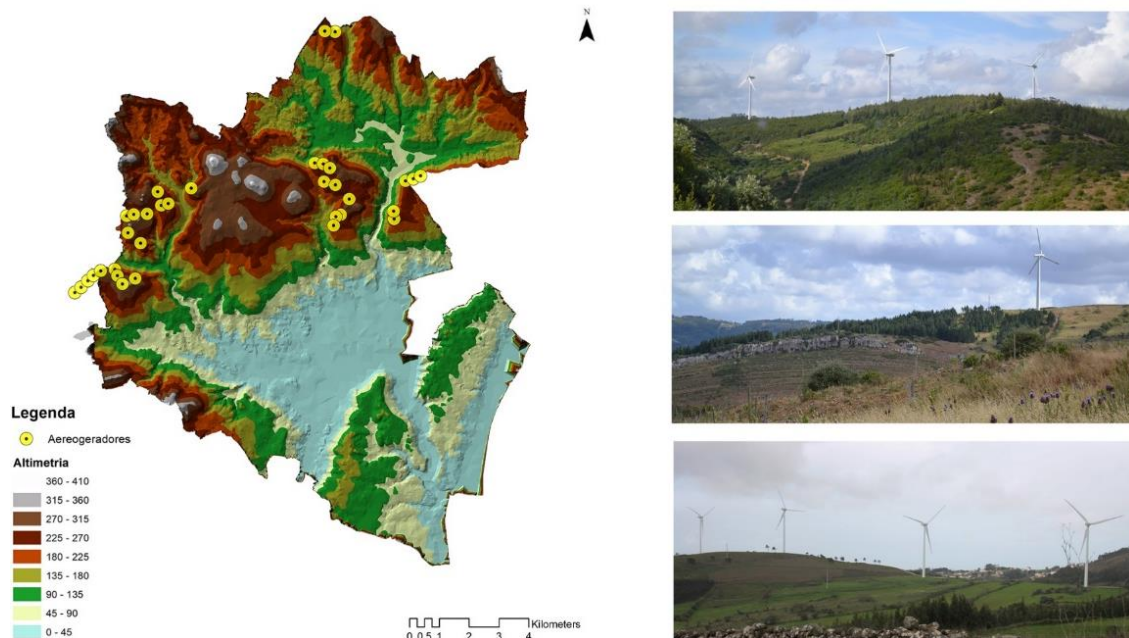 N
Legenda
Aereogeradores
Altimetria
360 - 410
315 - 360
270 - 315
225 - 270
180 - 225
135 - 180
90 - 135
45 - 90
0 - 45
Kilometers
0 0,5 1 2 3 4